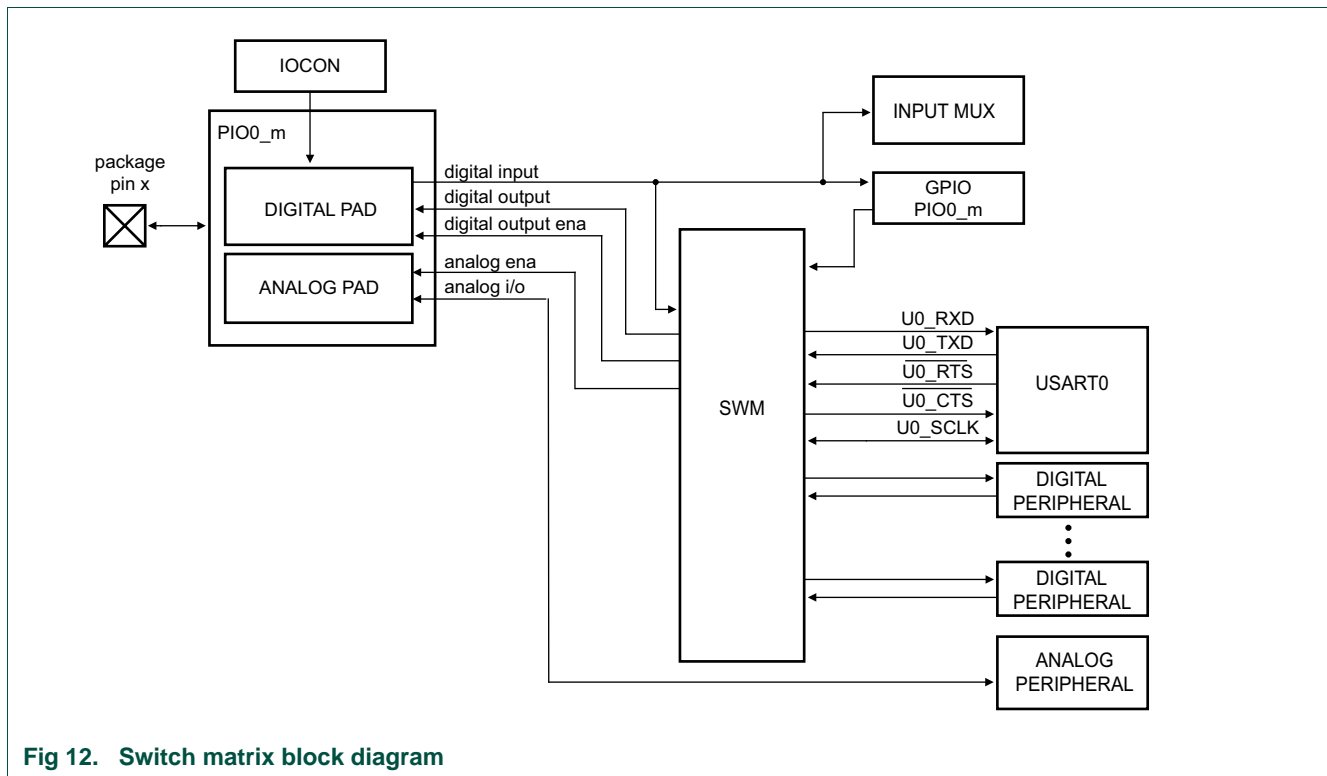 IOCON
PIO0_m
package
pin x
DIGITAL PAD
ANALOG PAD
digital input
digital output
digital output ena
analog ena
analog i/o
INPUT MUX
GPIO
PIO0_m
SWM
U0_RXD
U0_TXD
U0_RTS
U0_CTS
U0_SCLK
USART0
DIGITAL
PERIPHERAL
DIGITAL
PERIPHERAL
ANALOG
PERIPHERAL
Fig 12. Switch matrix block diagram